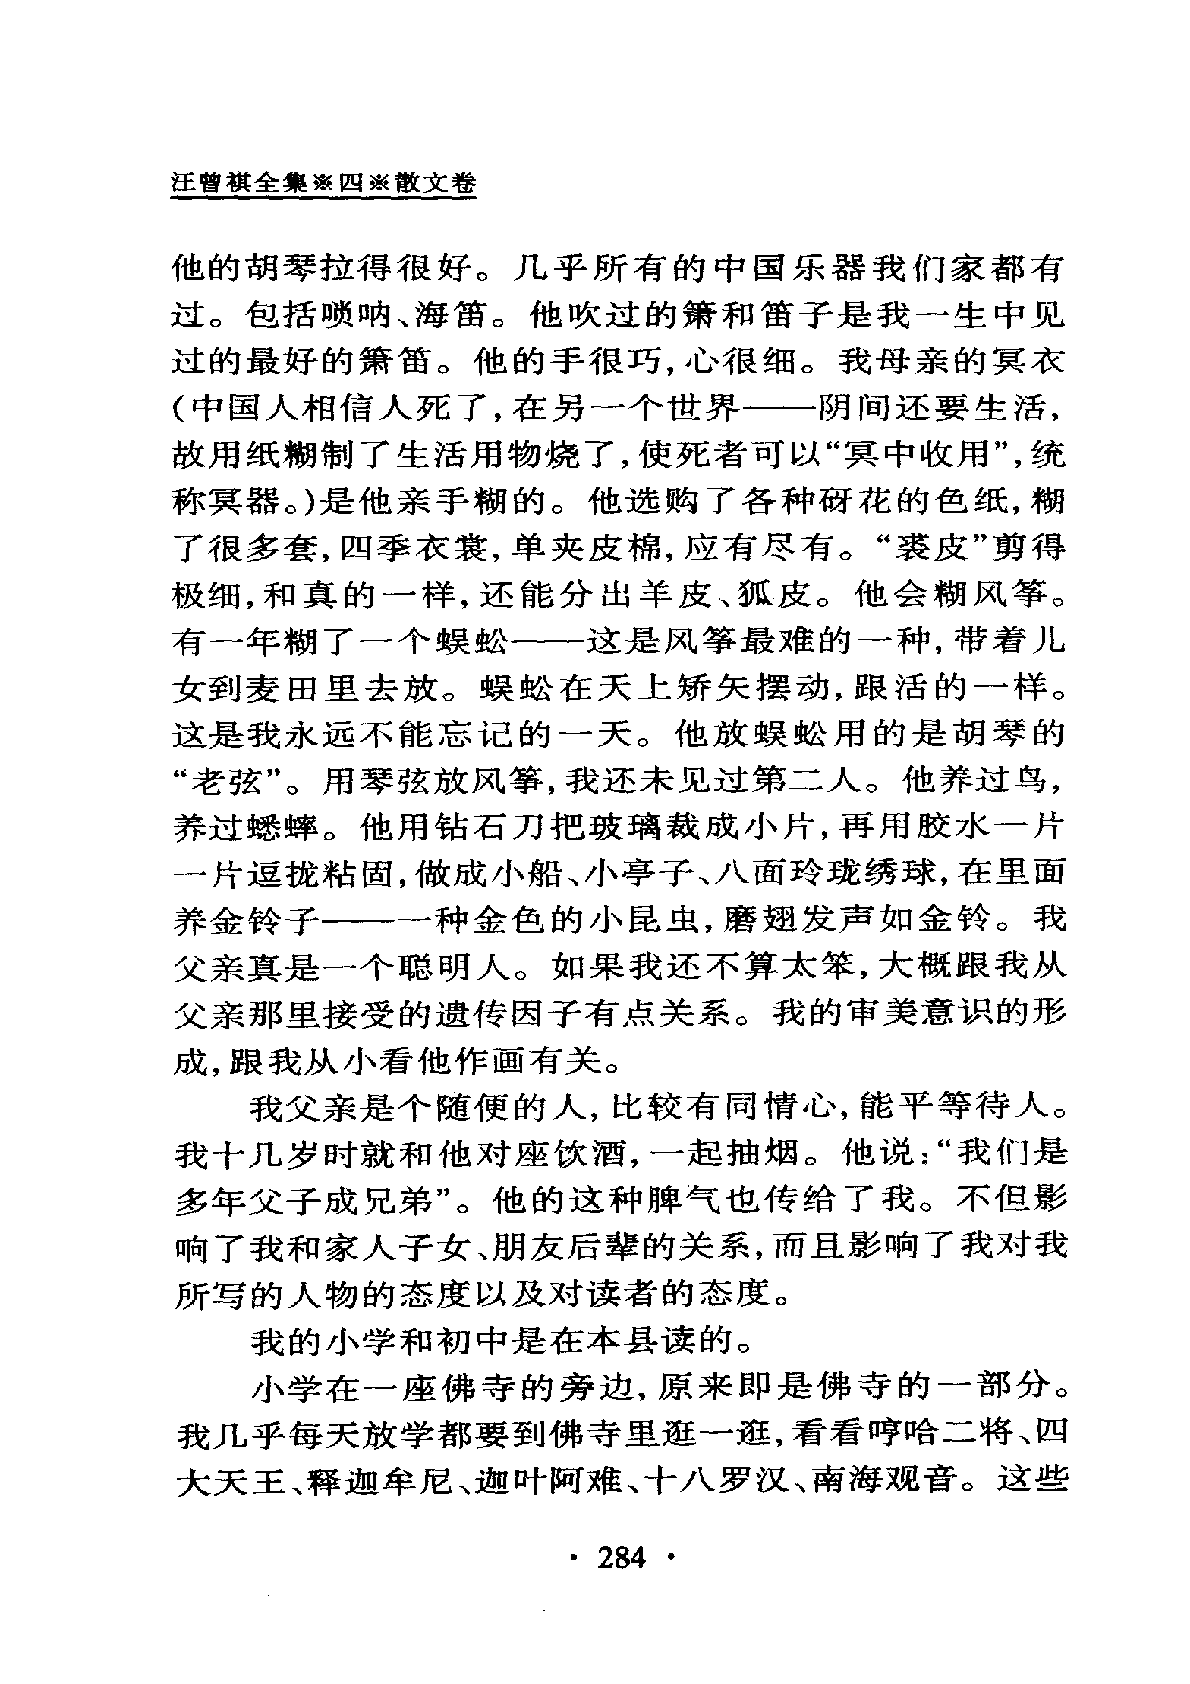 汪曾祺全集※四※散文卷
他的胡琴拉得很好。几乎所有的中国乐器我们家都有
过。包括唢呐、海笛。他吹过的箫和笛子是我一生中见
过的最好的箫笛。他的手很巧,心很细。我母亲的冥衣
(中国人相信人死了,在另一个世界——阴间还要生活,
故用纸糊制了生活用物烧了,使死者可以“冥中收用”,统
称冥器。)是他亲手糊的。他选购了各种砑花的色纸,糊
了很多套,四季衣裳,单夹皮棉,应有尽有。“裘皮”剪得
极细,和真的一样,还能分出羊皮、狐皮。他会糊风筝。
有一年糊了一个蜈蚣——这是风筝最难的一种,带着儿
女到麦田里去放。蜈蚣在天上矫矢摆动,跟活的一样。
这是我永远不能忘记的一天。他放蜈蚣用的是胡琴的
“老弦”。用琴弦放风筝,我还未见过第二人。他养过鸟,
养过蟋蟀。他用钻石刀把玻璃裁成小片,再用胶水一片
一片逗拢粘固,做成小船、小亭子、八面玲珑绣球,在里面
养金铃子——一种金色的小昆虫,磨翅发声如金铃。我
父亲真是一个聪明人。如果我还不算太笨,大概跟我从
父亲那里接受的遗传因子有点关系。我的审美意识的形
成,跟我从小看他作画有关。
我父亲是个随便的人,比较有同情心,能平等待人。
我十几岁时就和他对座饮酒,一起抽烟。他说:“我们是
多年父子成兄弟”。他的这种脾气也传给了我。不但影
响了我和家人子女、朋友后辈的关系,而且影响了我对我
所写的人物的态度以及对读者的态度。
我的小学和初中是在本县读的。
小学在一座佛寺的旁边,原来即是佛寺的一部分。
我几乎每天放学都要到佛寺里逛一逛,看看哼哈二将、四
大天王、释迦牟尼、迦叶阿难、十八罗汉、南海观音。这些
· 284 ·